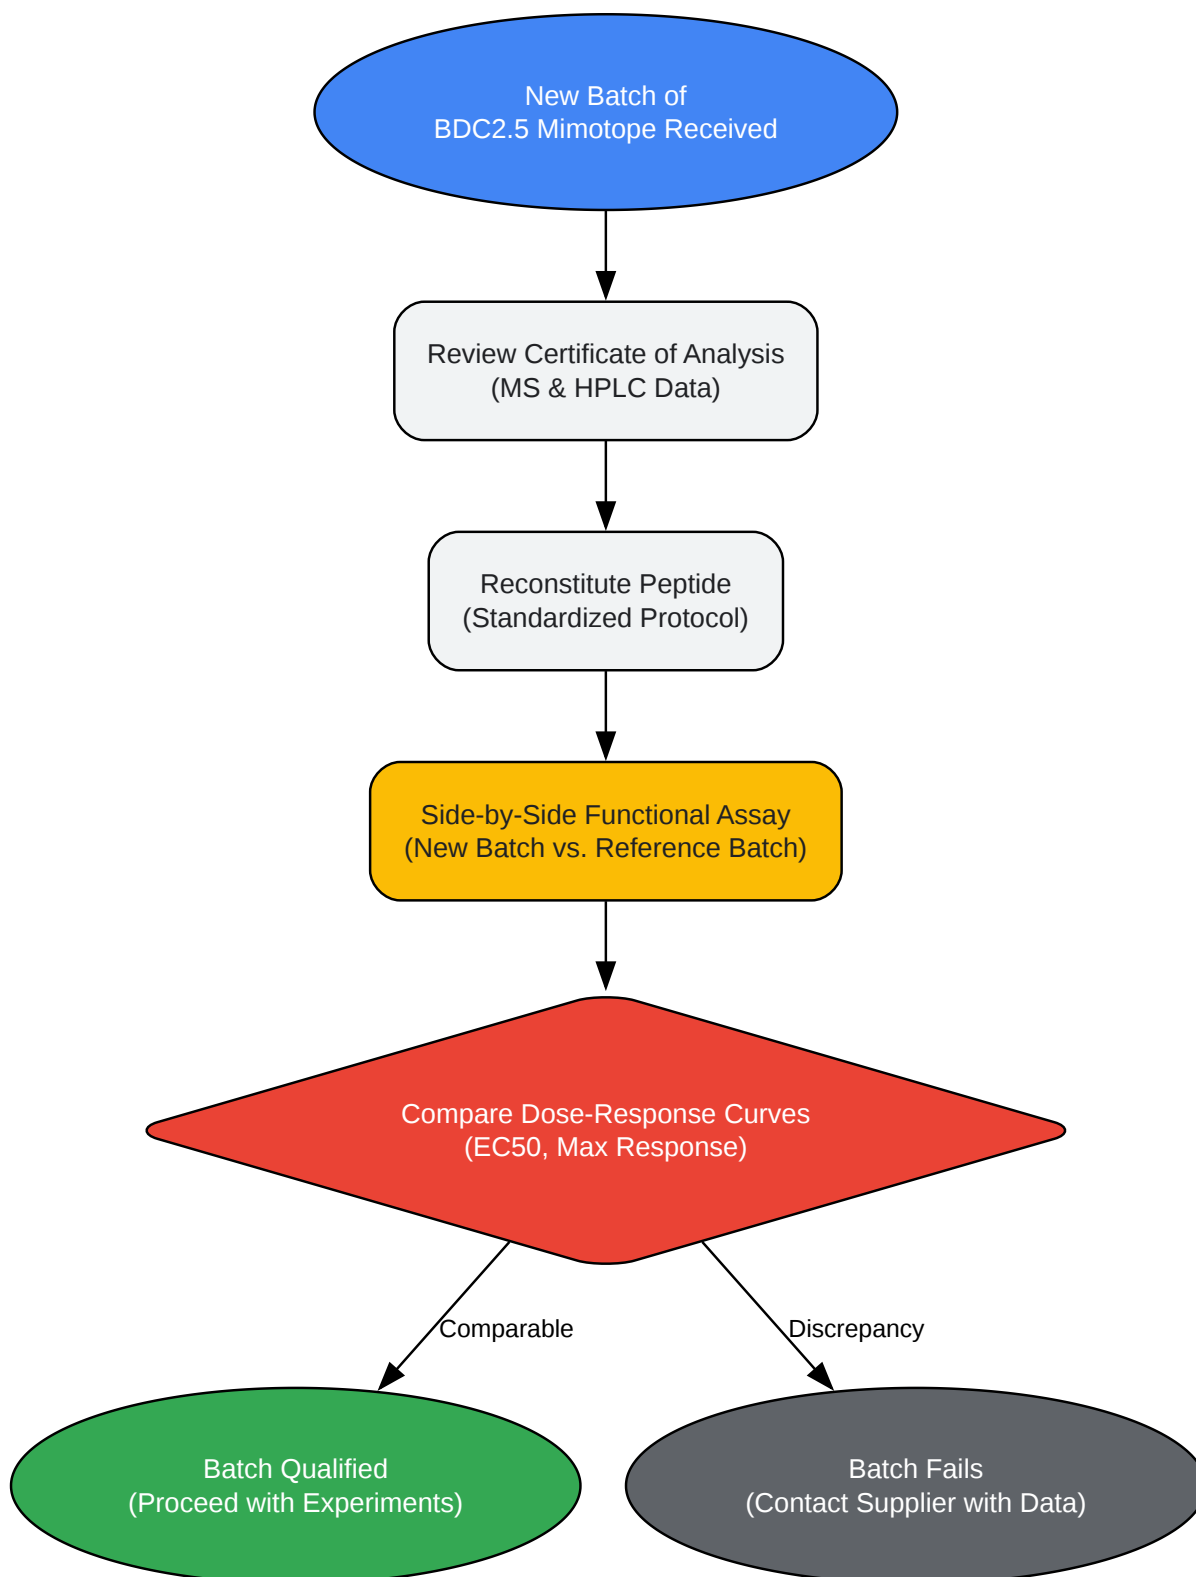 New Batch of
BDC2.5 Mimotope Received
Review Certificate of Analysis
(MS & HPLC Data)
Reconstitute Peptide
(Standardized Protocol)
Side-by-Side Functional Assay
(New Batch vs. Reference Batch)
Compare Dose-Response Curves
(EC50, Max Response)
Comparable
Discrepancy
Batch Qualified
(Proceed with Experiments)
Batch Fails
(Contact Supplier with Data)